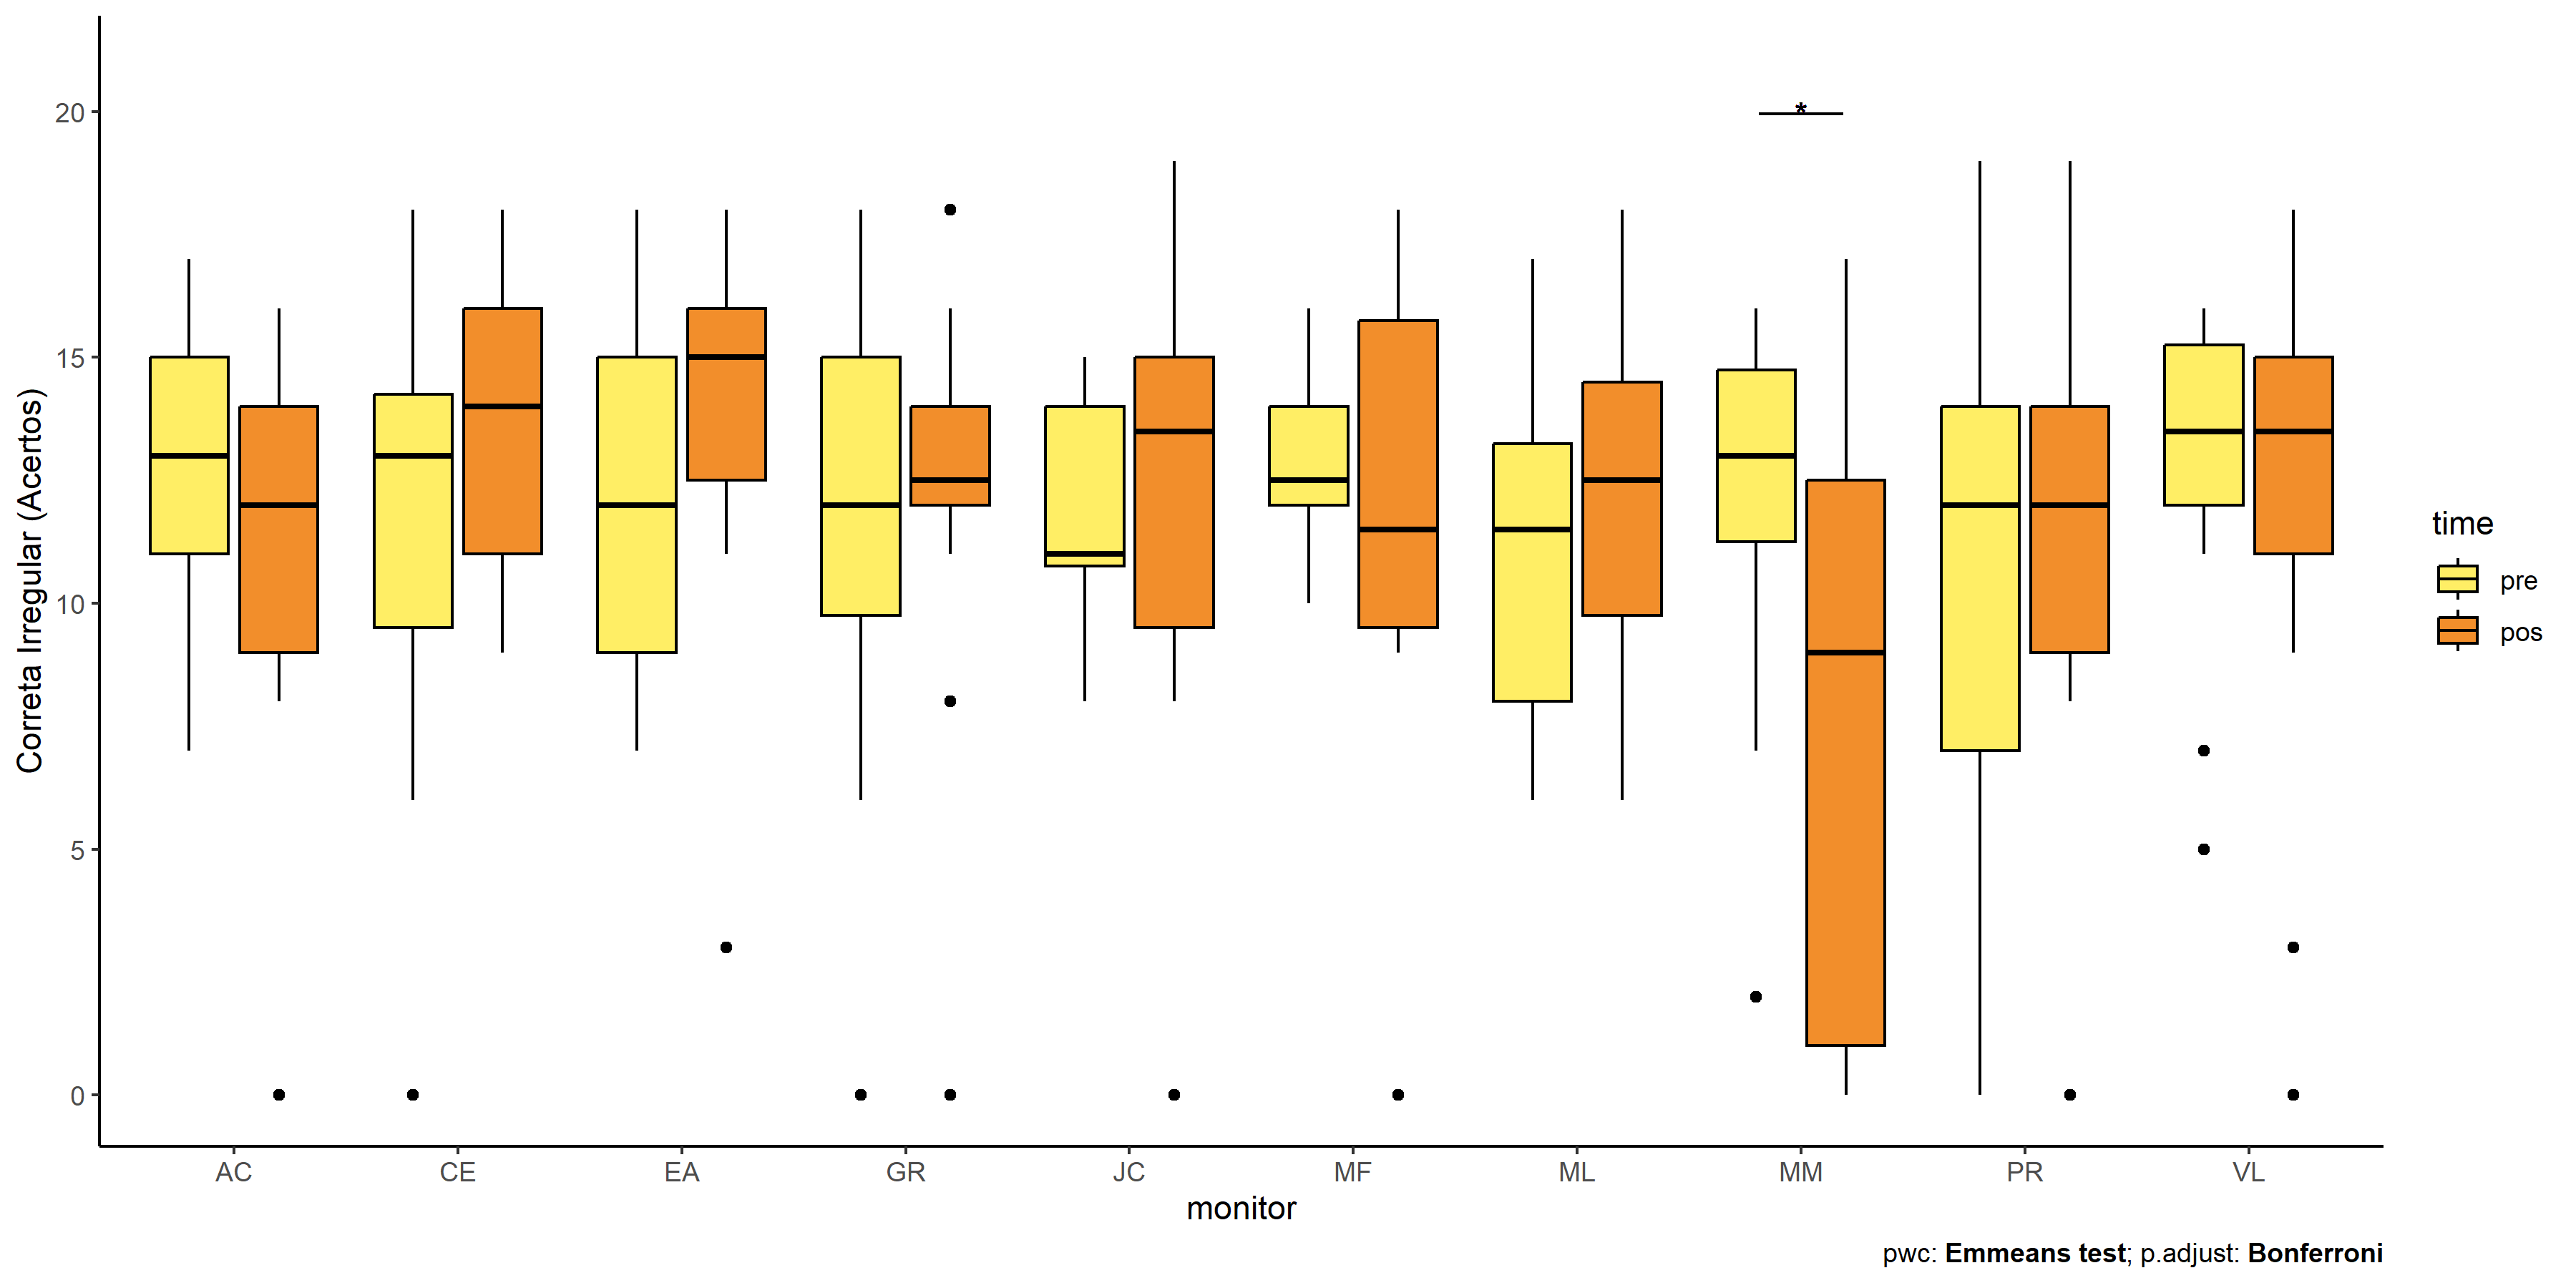 Correta Irregular (Acertos)
20
15
10
5
0
*
AC CE EA GR JC MF ML MM PR VL
monitor
time
pre
pos
pwc: Emmeans test; p.adjust: Bonferroni